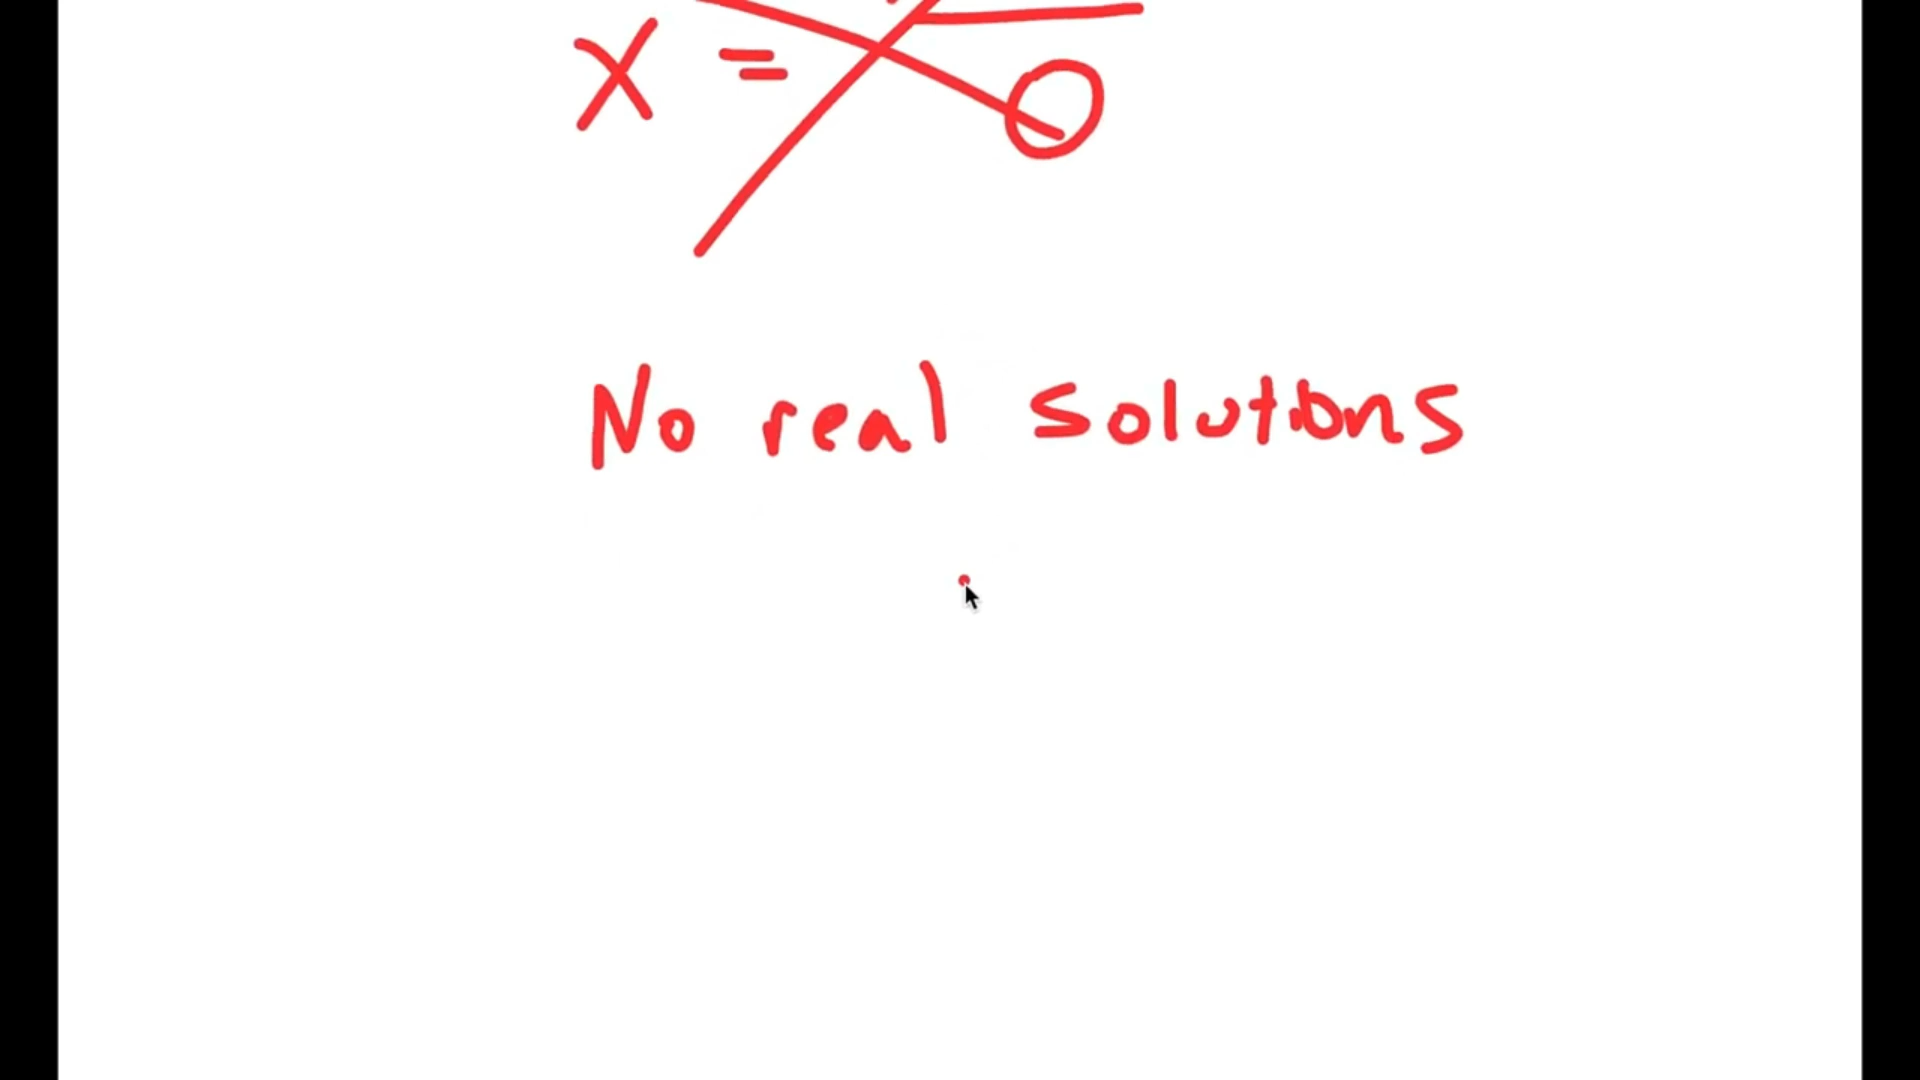 X = 0
No real solutions